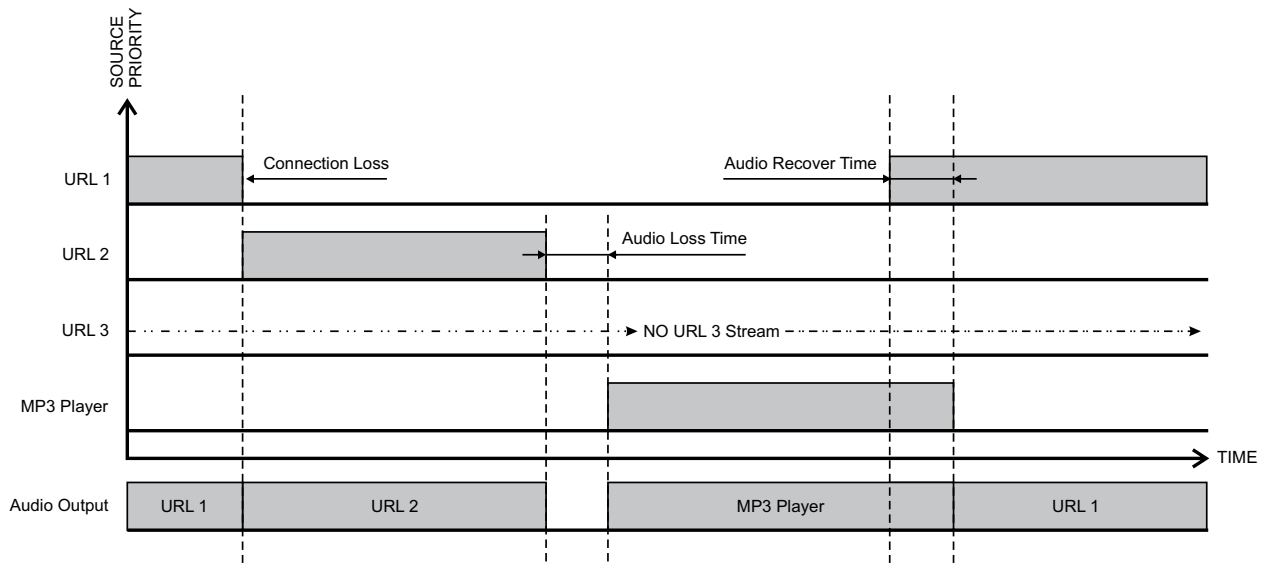 SOURCE
PRIORITY
URL 1
Connection Loss
Audio Recover Time
URL 2
Audio Loss Time
URL 3
NO URL 3 Stream
MP3 Player
TIME
Audio Output
URL 1
URL 2
MP3 Player
URL 1